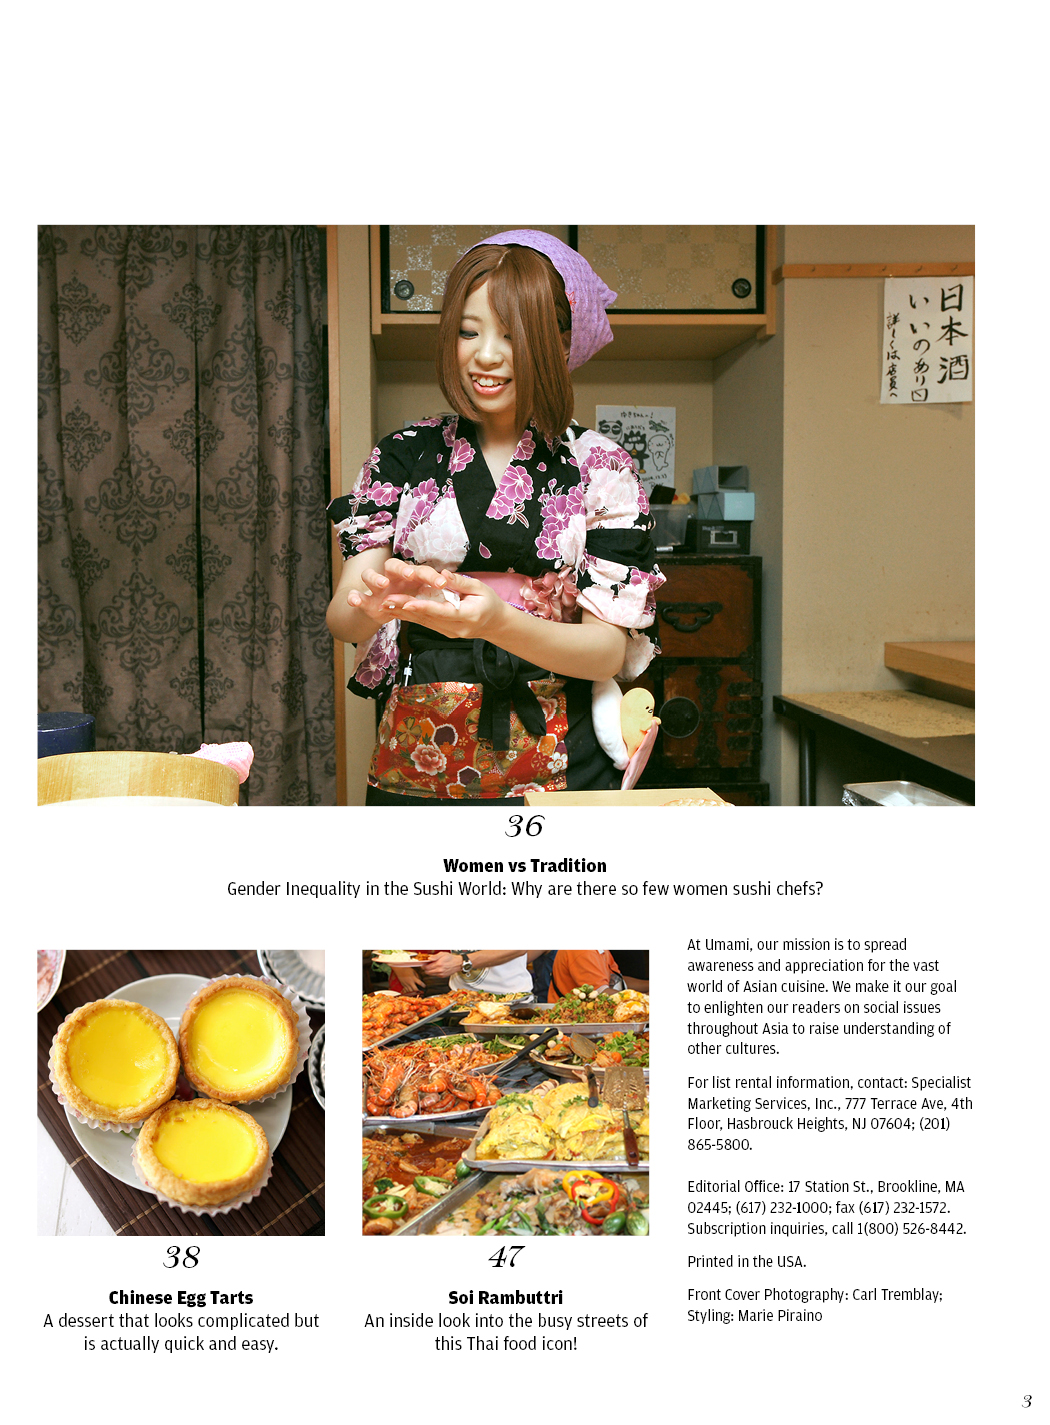 日本酒
いいのあり〼
詳しくは店員へ
36
Women vs Tradition
Gender Inequality in the Sushi World: Why are there so few women sushi chefs?
38
Chinese Egg Tarts
A dessert that looks complicated but
is actually quick and easy.
47
Soi Rambuttri
An inside look into the busy streets of
this Thai food icon!
At Umami, our mission is to spread
awareness and appreciation for the vast
world of Asian cuisine. We make it our goal
to enlighten our readers on social issues
throughout Asia to raise understanding of
other cultures.
For list rental information, contact: Specialist
Marketing Services, Inc., 777 Terrace Ave, 4th
Floor, Hasbrouck Heights, NJ 07604; (201)
865-5800.
Editorial Office: 17 Station St., Brookline, MA
02445; (617) 232-1000; fax (617) 232-1572.
Subscription inquiries, call 1(800) 526-8442.
Printed in the USA.
Front Cover Photography: Carl Tremblay;
Styling: Marie Piraino
3